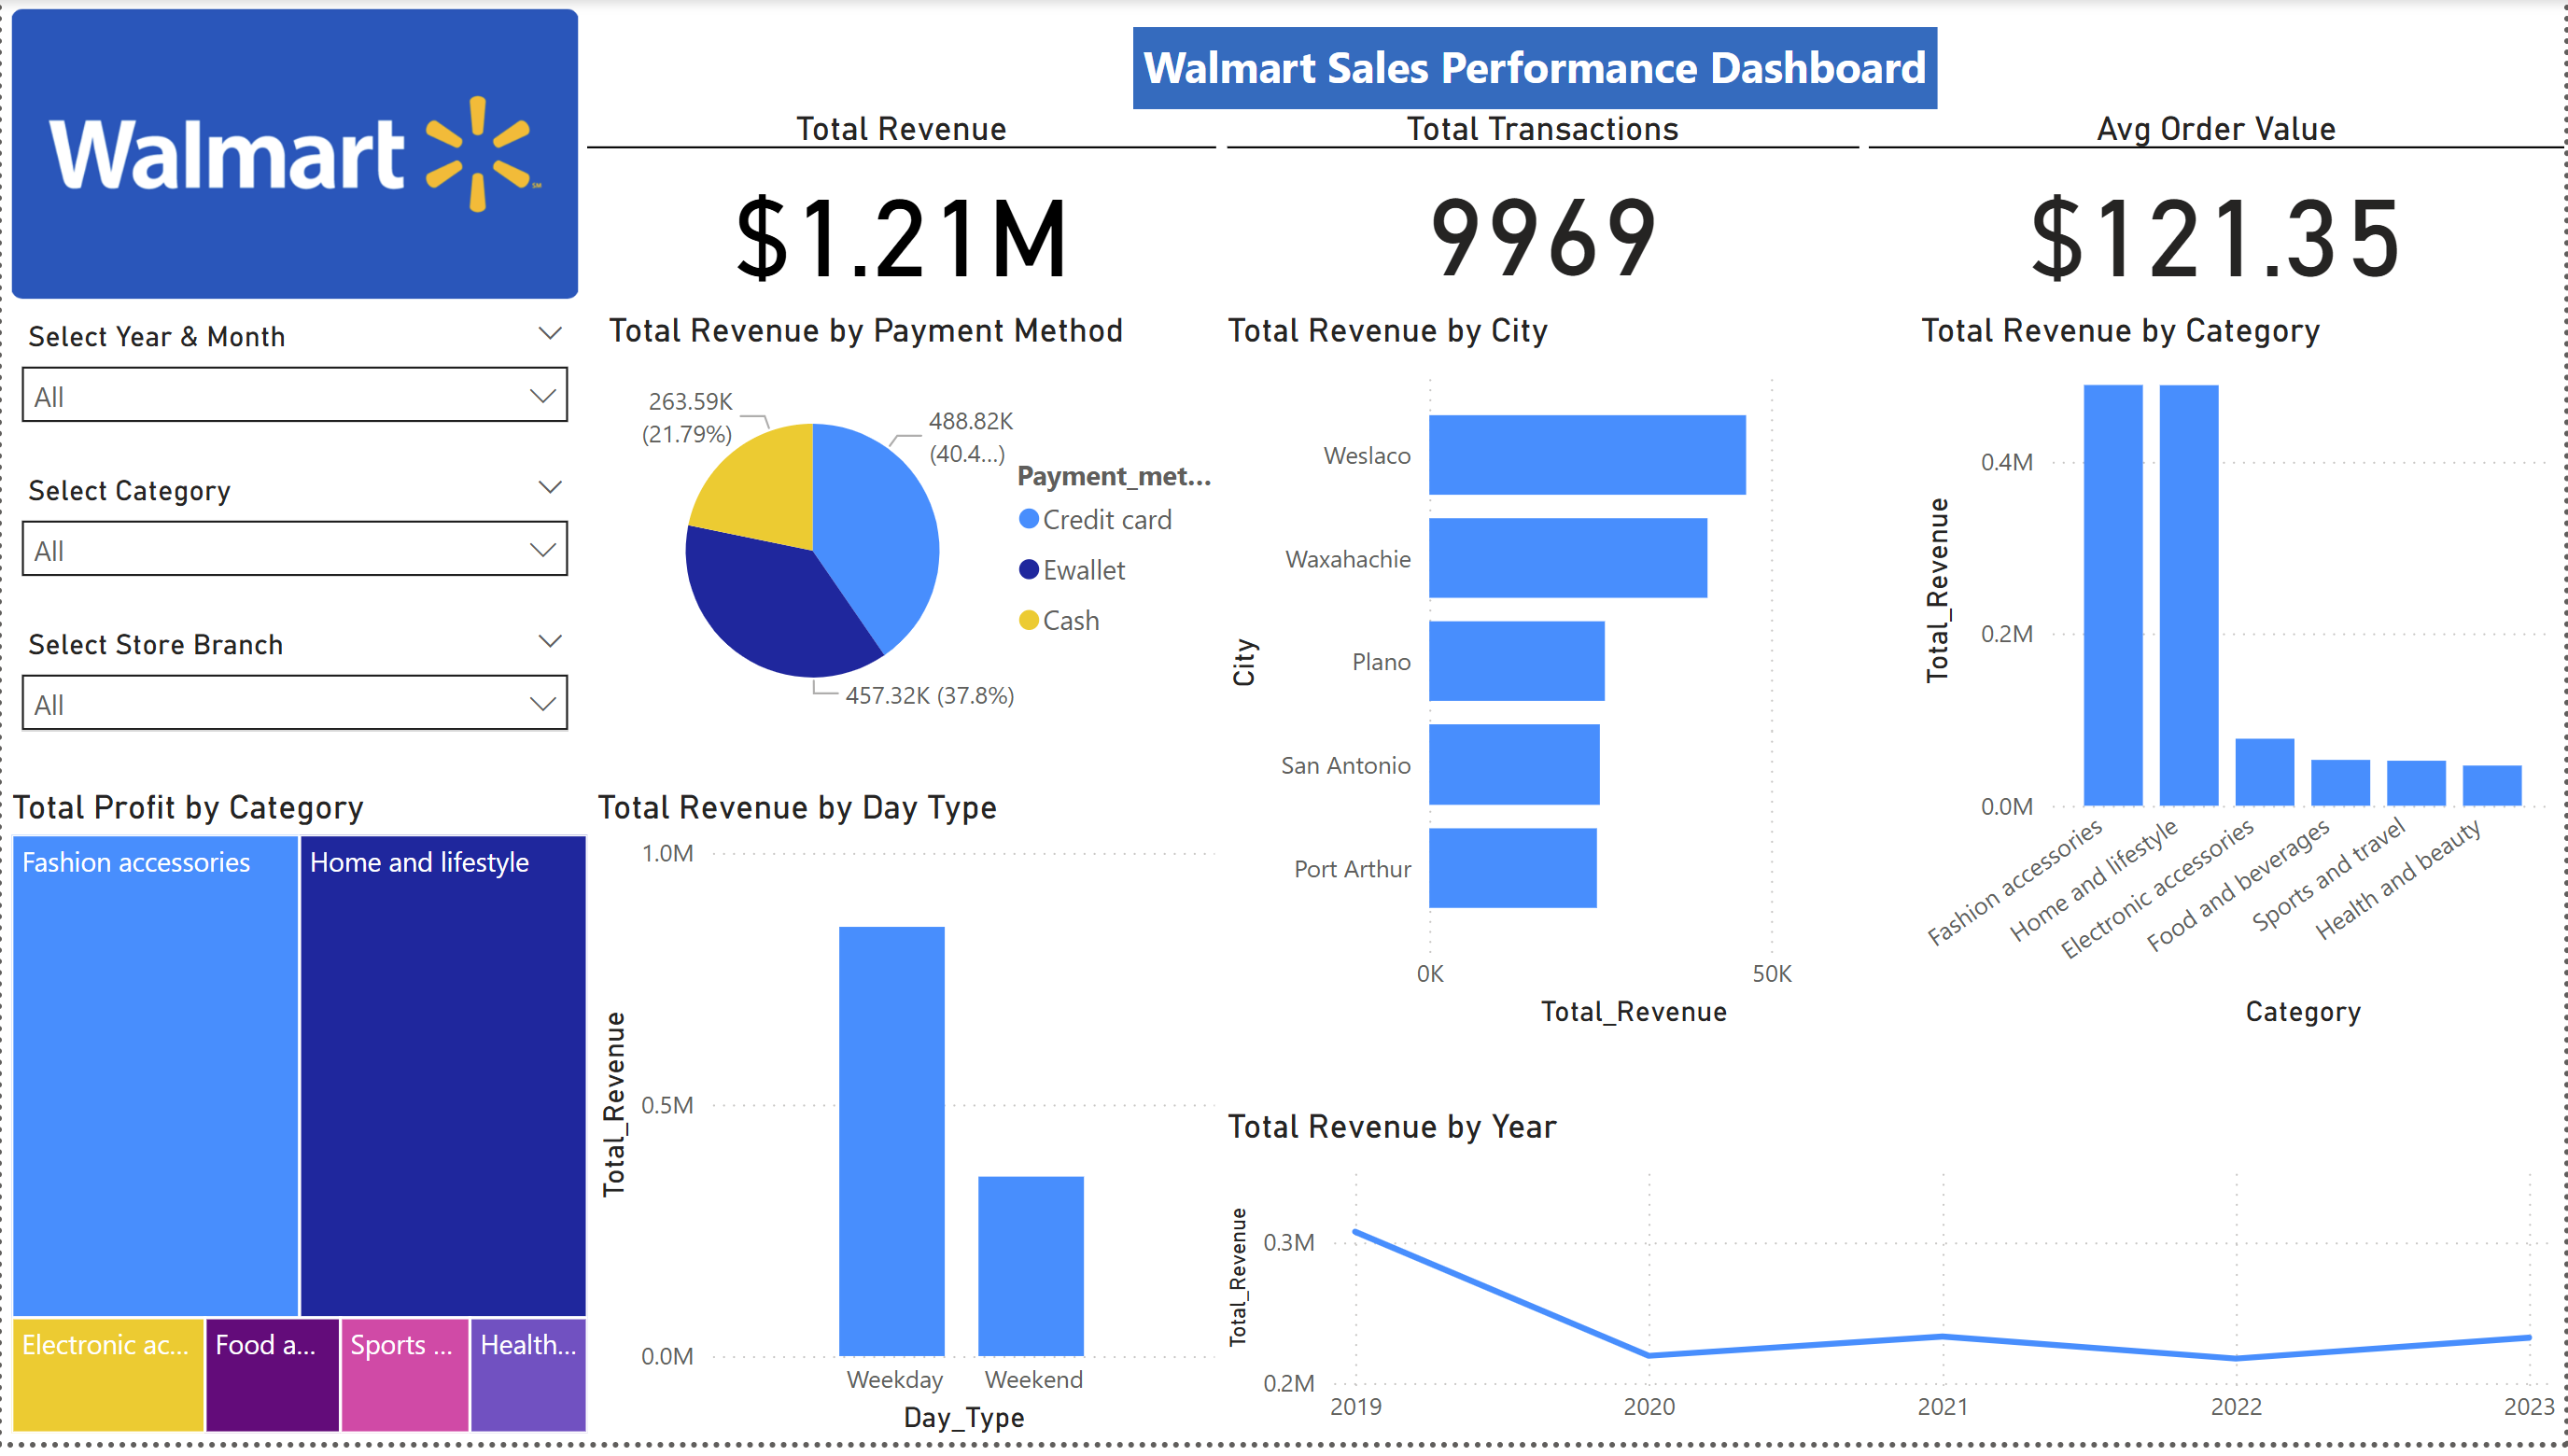 Walmart
Walmart Sales Performance Dashboard
Total Revenue
$1.21M
Total Transactions
9969
Avg Order Value
$121.35
Select Year & Month
All
Select Category
All
Select Store Branch
All
Total Revenue by Payment Method
263.59K
(21.79%)
488.82K
(40.4...)
457.32K (37.8%)
Payment_met...
Credit card
Ewallet
Cash
Total Revenue by City
City
Weslaco
Waxahachie
Plano
San Antonio
Port Arthur
0K
50K
Total_Revenue
Total Revenue by Category
Total_Revenue
0.4M
0.2M
0.0M
Fashion accessories
Home and lifestyle
Electronic accessories
Food and beverages
Sports and travel
Health and beauty
Category
Total Profit by Category
Fashion accessories
Home and lifestyle
Electronic ac...
Food a...
Sports ...
Health...
Total Revenue by Day Type
Total_Revenue
1.0M
0.5M
0.0M
Weekday
Weekend
Day_Type
Total Revenue by Year
Total_Revenue
0.3M
0.2M
2019
2020
2021
2022
2023